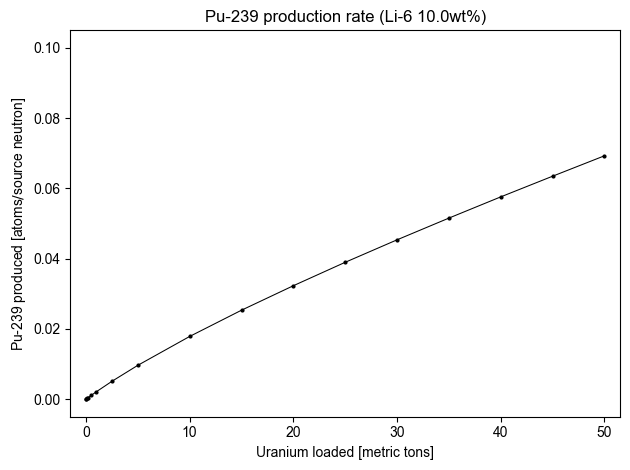 Pu-239 production rate (Li-6 10.0wt%)
0.10
0.08
0.06
0.04
0.02
0.00
Pu-239 produced [atoms/source neutron]
0 10 20 30 40 50
Uranium loaded [metric tons]